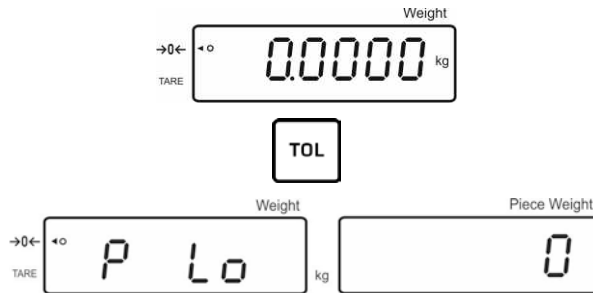 Weight
→0← ◂○ 0.0000 kg
TARE
TOL
Weight Piece Weight
→0← ◂○ P Lo 0
TARE kg